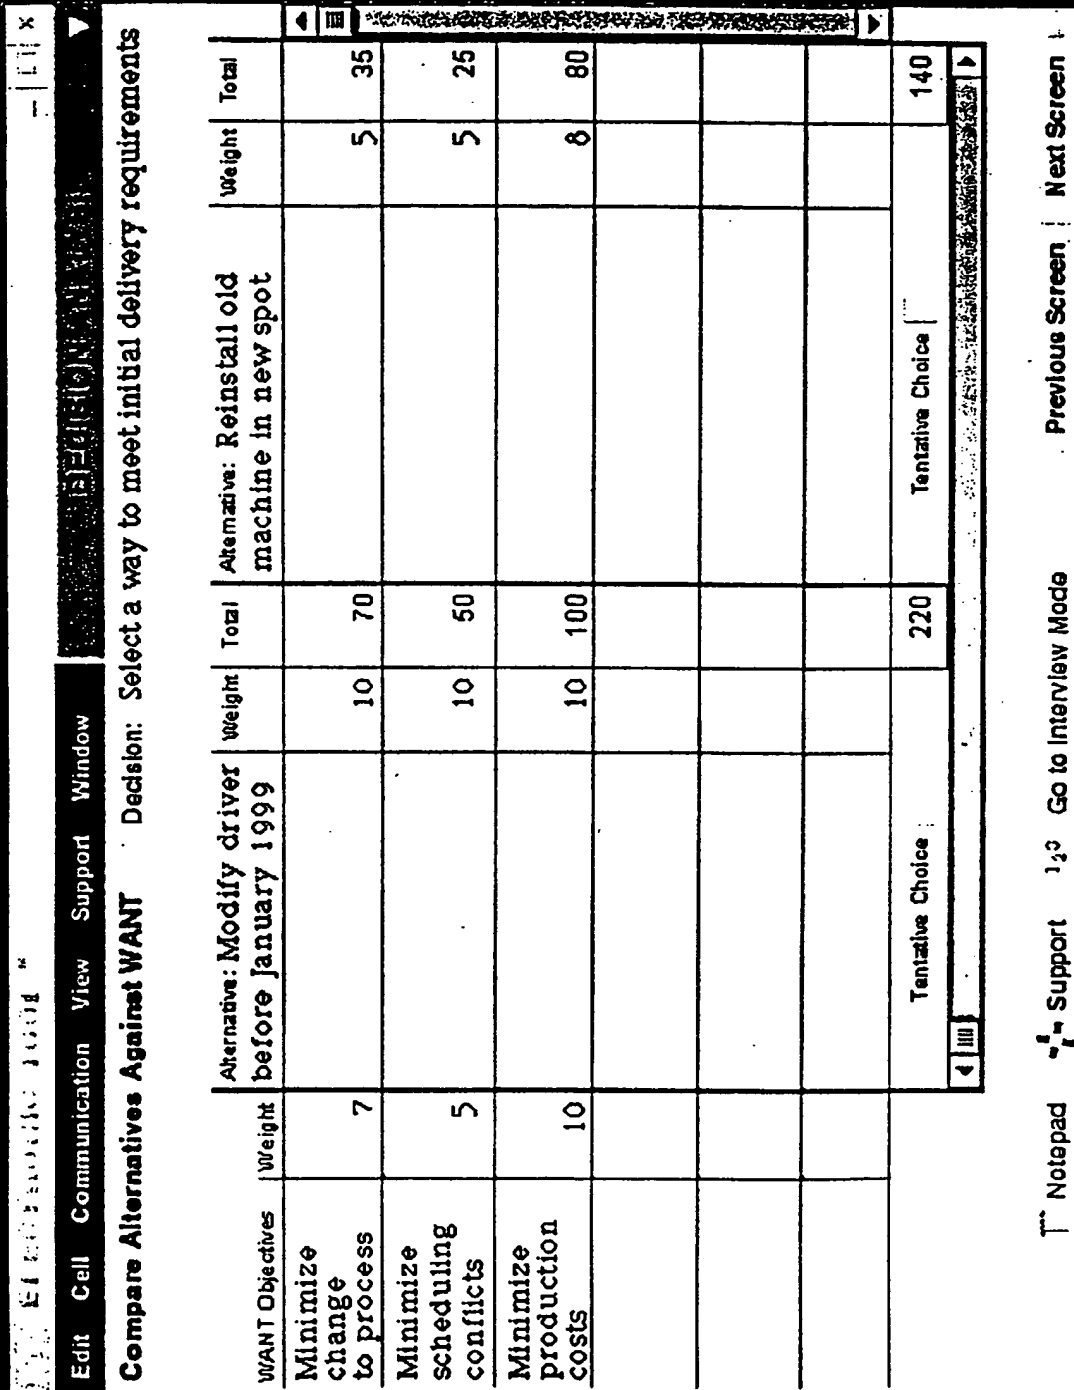 Edit Cell Communication View Support Window DECISION ANALYSIS
Compare Alternatives Against WANT Decision: Select a way to meet initial delivery requirements
WANT Objectives Weight Alternative: Modify driver before January 1999 Weight Total Alternative: Reinstall old machine in new spot Weight Total
Minimize change to process 7 10 70 5 35
Minimize scheduling conflicts 5 10 50 5 25
Minimize production costs 10 10 100 8 80
Tentative Choice 220 Tentative Choice 140
Notepad Support Go to Interview Mode Previous Screen Next Screen